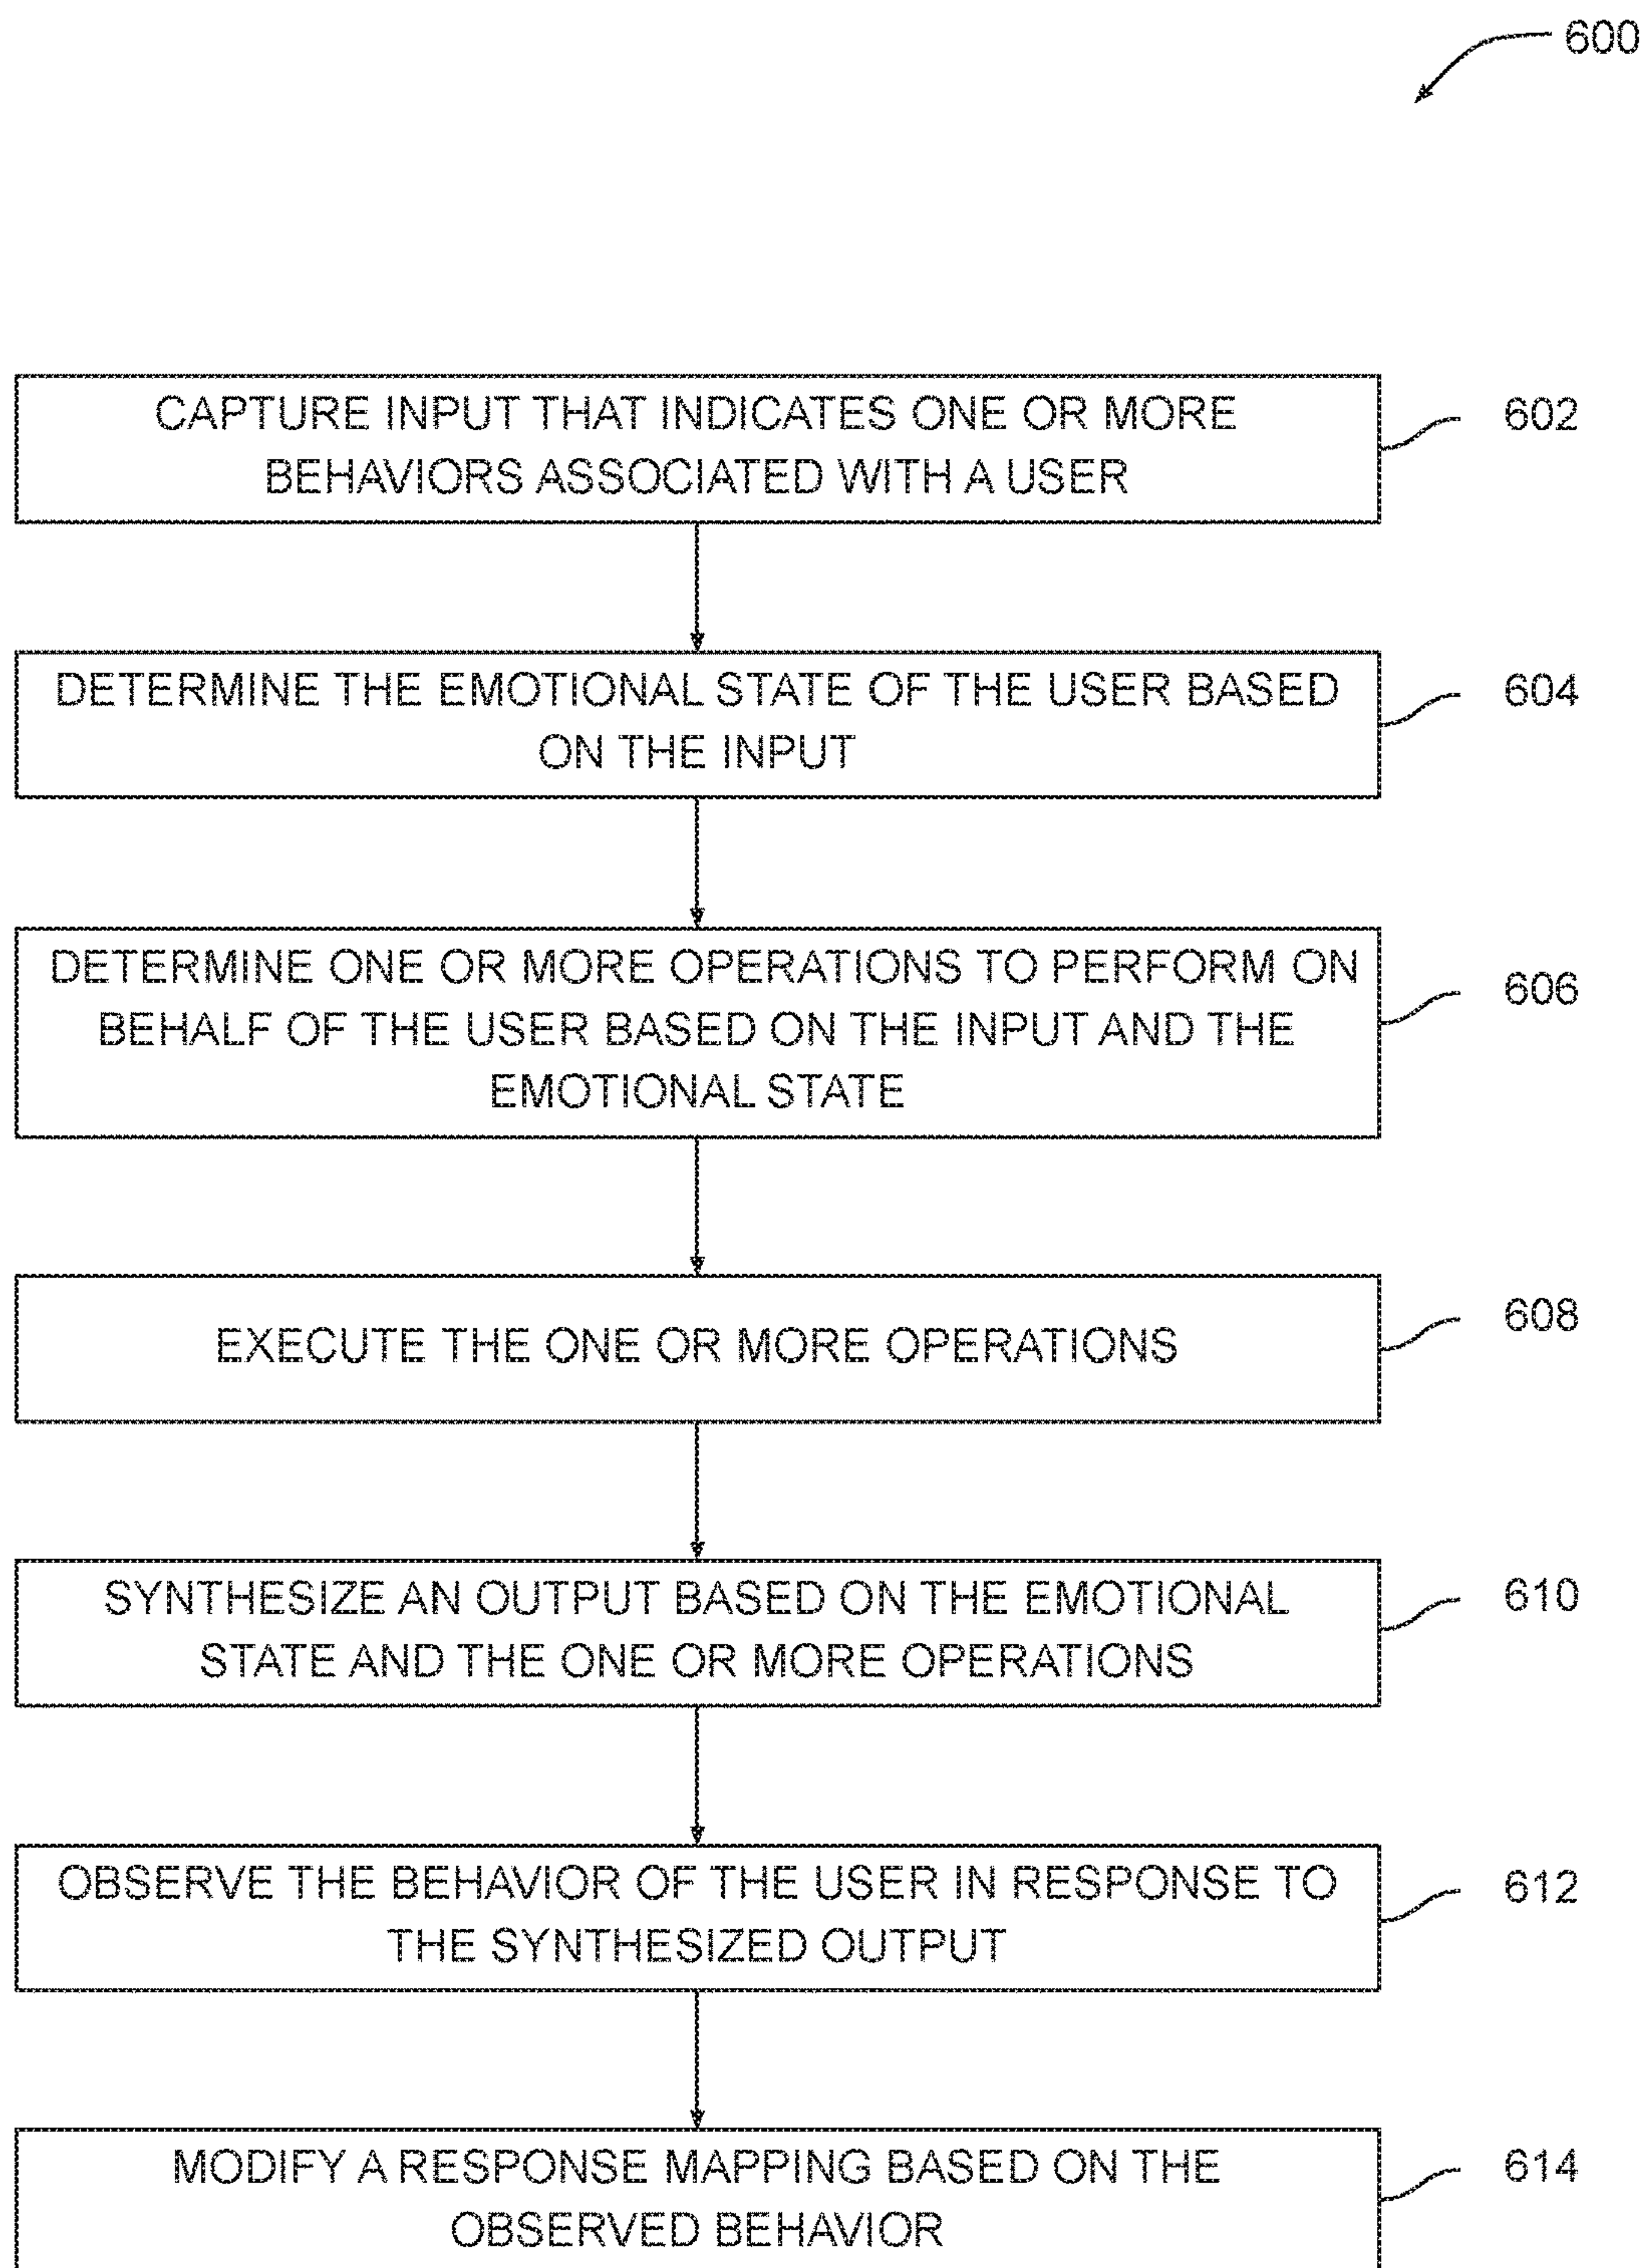 600
CAPTURE INPUT THAT INDICATES ONE OR MORE
BEHAVIORS ASSOCIATED WITH A USER
602
DETERMINE THE EMOTIONAL STATE OF THE USER BASED
ON THE INPUT
604
DETERMINE ONE OR MORE OPERATIONS TO PERFORM ON
BEHALF OF THE USER BASED ON THE INPUT AND THE
EMOTIONAL STATE
606
EXECUTE THE ONE OR MORE OPERATIONS
608
SYNTHESIZE AN OUTPUT BASED ON THE EMOTIONAL
STATE AND THE ONE OR MORE OPERATIONS
610
OBSERVE THE BEHAVIOR OF THE USER IN RESPONSE TO
THE SYNTHESIZED OUTPUT
612
MODIFY A RESPONSE MAPPING BASED ON THE
OBSERVED BEHAVIOR
614